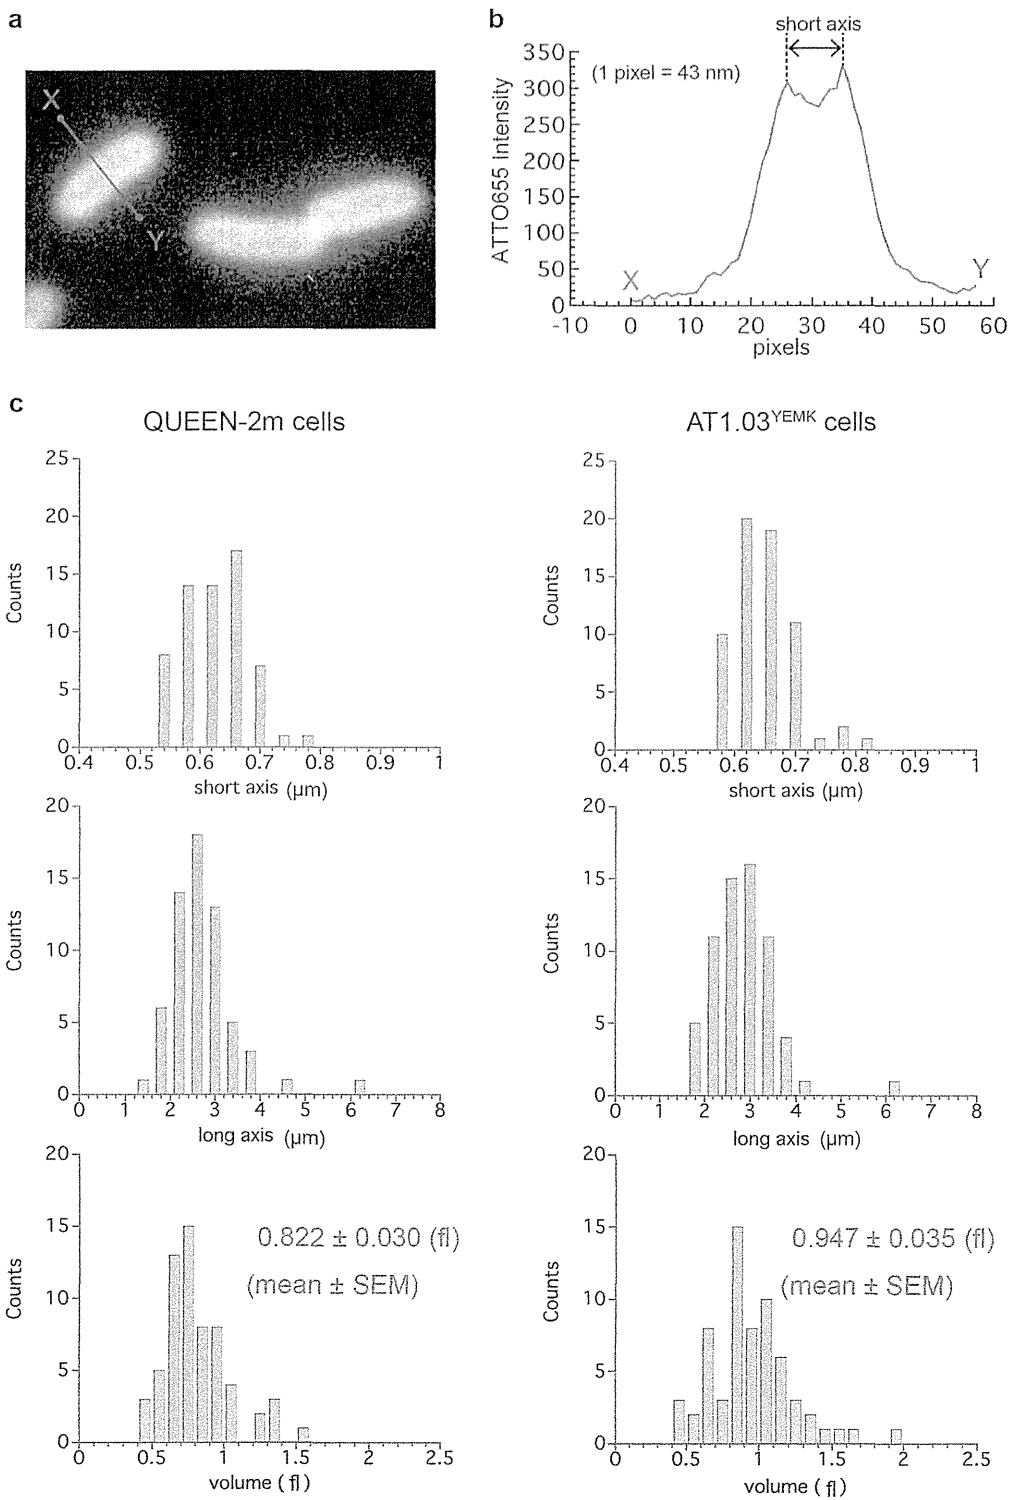 a
X
Y
b
short axis
(1 pixel = 43 nm)
ATTO655 Intensity
350
300
250
200
150
100
50
0
X
Y
-10 0 10 20 30 40 50 60
pixels
c
QUEEN-2m cells
Counts
25
20
15
10
5
0
0.4 0.5 0.6 0.7 0.8 0.9 1
short axis (µm)
AT1.03YEMK cells
Counts
25
20
15
10
5
0
0.4 0.5 0.6 0.7 0.8 0.9 1
short axis (µm)
Counts
20
15
10
5
0
0 1 2 3 4 5 6 7 8
long axis (µm)
Counts
20
15
10
5
0
0 1 2 3 4 5 6 7 8
long axis (µm)
Counts
20
15
10
5
0
0.822 ± 0.030 (fl)
(mean ± SEM)
0 0.5 1 1.5 2 2.5
volume (fl)
Counts
20
15
10
5
0
0.947 ± 0.035 (fl)
(mean ± SEM)
0 0.5 1 1.5 2 2.5
volume (fl)